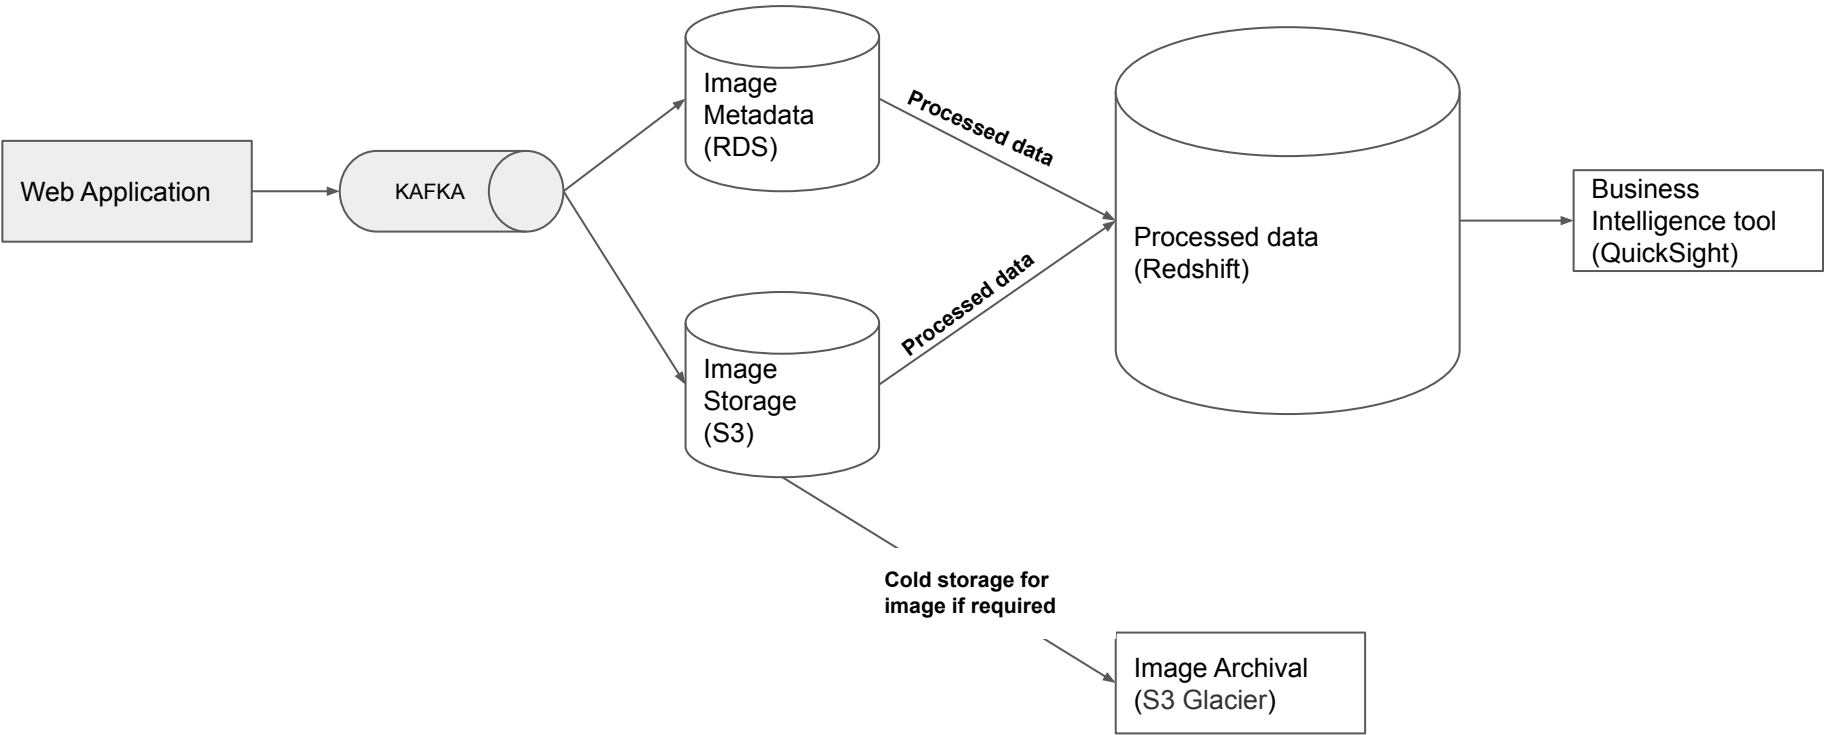 Web Application
KAFKA
Image
Metadata
(RDS)
Processed data
Image
Storage
(S3)
Processed data
Processed data
(Redshift)
Business
Intelligence tool
(QuickSight)
Cold storage for
image if required
Image Archival
(S3 Glacier)